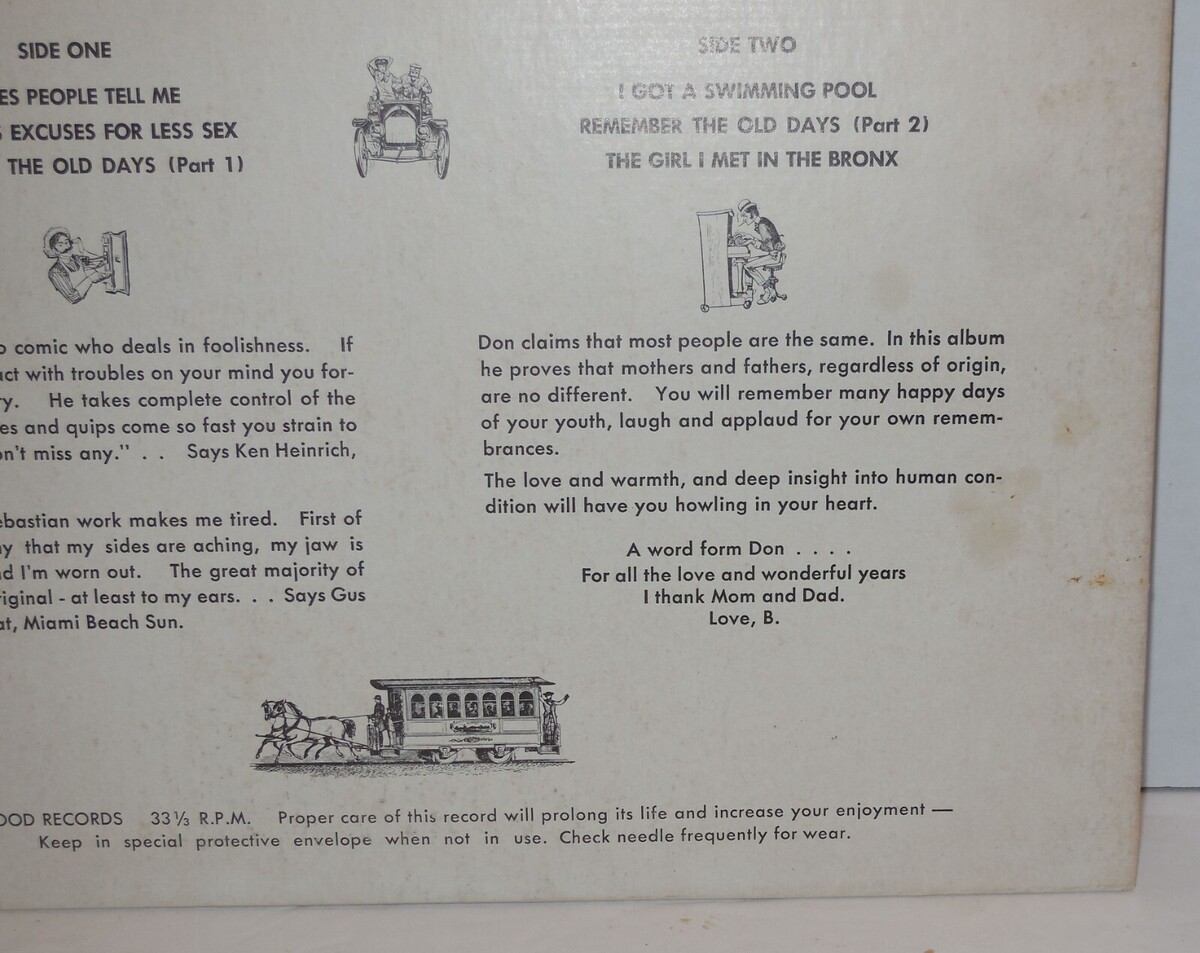 SIDE ONE
ES PEOPLE TELL ME
EXCUSES FOR LESS SEX
THE OLD DAYS (Part 1)
SIDE TWO
I GOT A SWIMMING POOL
REMEMBER THE OLD DAYS (Part 2)
THE GIRL I MET IN THE BRONX
comic who deals in foolishness. If
act with troubles on your mind you for-
ry. He takes complete control of the
es and quips come so fast you strain to
on't miss any." . . Says Ken Heinrich,
ebastian work makes me tired. First of
that my sides are aching, my jaw is
d I'm worn out. The great majority of
riginal - at least to my ears. . . Says Gus
at, Miami Beach Sun.
Don claims that most people are the same. In this album
he proves that mothers and fathers, regardless of origin,
are no different. You will remember many happy days
of your youth, laugh and applaud for your own remem-
brances.
The love and warmth, and deep insight into human con-
dition will have you howling in your heart.
A word form Don . . . .
For all the love and wonderful years
I thank Mom and Dad.
Love, B.
OOD RECORDS 33⅓ R.P.M. Proper care of this record will prolong its life and increase your enjoyment —
Keep in special protective envelope when not in use. Check needle frequently for wear.